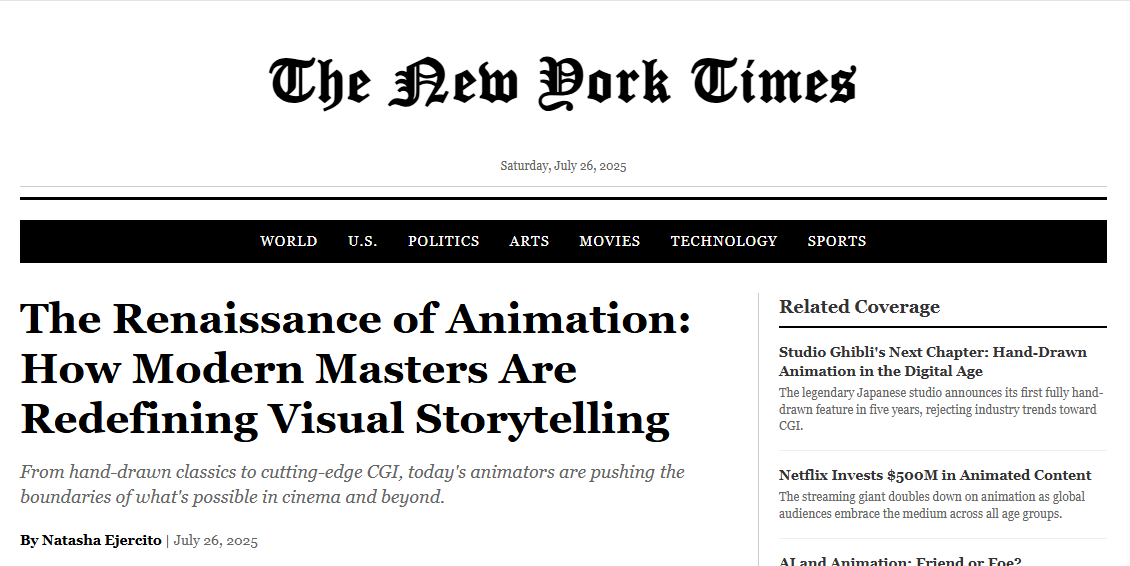 The New York Times
Saturday, July 26, 2025
WORLD U.S. POLITICS ARTS MOVIES TECHNOLOGY SPORTS
The Renaissance of Animation:
How Modern Masters Are
Redefining Visual Storytelling
From hand-drawn classics to cutting-edge CGI, today's animators are pushing the
boundaries of what's possible in cinema and beyond.
By Natasha Ejercito | July 26, 2025
Related Coverage
Studio Ghibli's Next Chapter: Hand-Drawn
Animation in the Digital Age
The legendary Japanese studio announces its first fully hand-
drawn feature in five years, rejecting industry trends toward
CGI.
Netflix Invests $500M in Animated Content
The streaming giant doubles down on animation as global
audiences embrace the medium across all age groups.
AI and Animation: Friend or Foe?